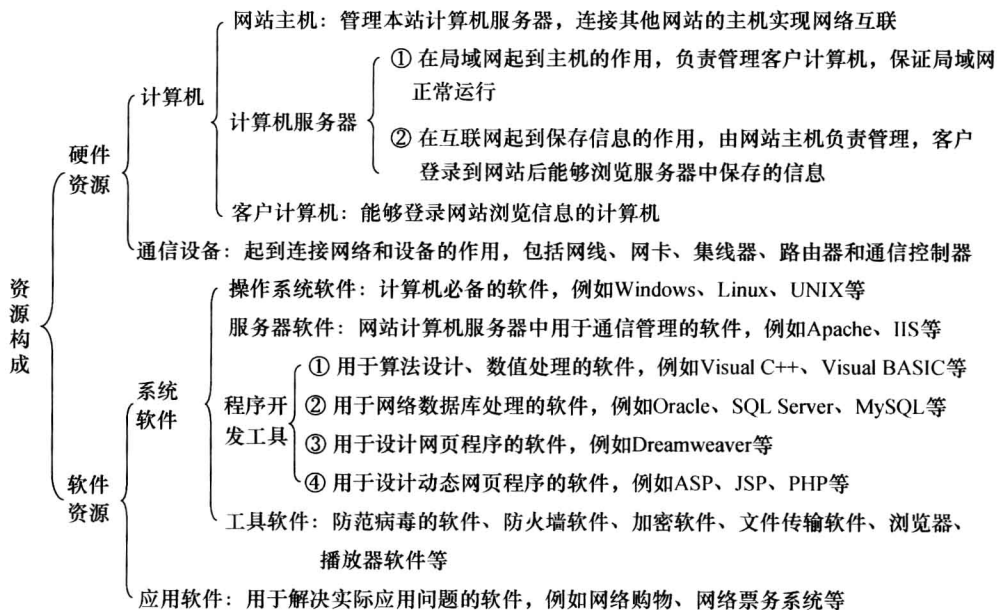 网站主机：管理本站计算机服务器，连接其他网站的主机实现网络互联
① 在局域网起到主机的作用，负责管理客户计算机，保证局域网
正常运行
计算机
计算机服务器
② 在互联网起到保存信息的作用，由网站主机负责管理，客户
登录到网站后能够浏览服务器中保存的信息
硬件
资源
客户计算机：能够登录网站浏览信息的计算机
通信设备：起到连接网络和设备的作用，包括网线、网卡、集线器、路由器和通信控制器
资
源
构
成
操作系统软件：计算机必备的软件，例如Windows、Linux、UNIX等
服务器软件：网站计算机服务器中用于通信管理的软件，例如Apache、IIS等
① 用于算法设计、数值处理的软件，例如Visual C++、Visual BASIC等
系统
软件
程序开
发工具
② 用于网络数据库处理的软件，例如Oracle、SQL Server、MySQL等
③ 用于设计网页程序的软件，例如Dreamweaver等
④ 用于设计动态网页程序的软件，例如ASP、JSP、PHP等
软件
资源
工具软件：防范病毒的软件、防火墙软件、加密软件、文件传输软件、浏览器、
播放器软件等
应用软件：用于解决实际应用问题的软件，例如网络购物、网络票务系统等